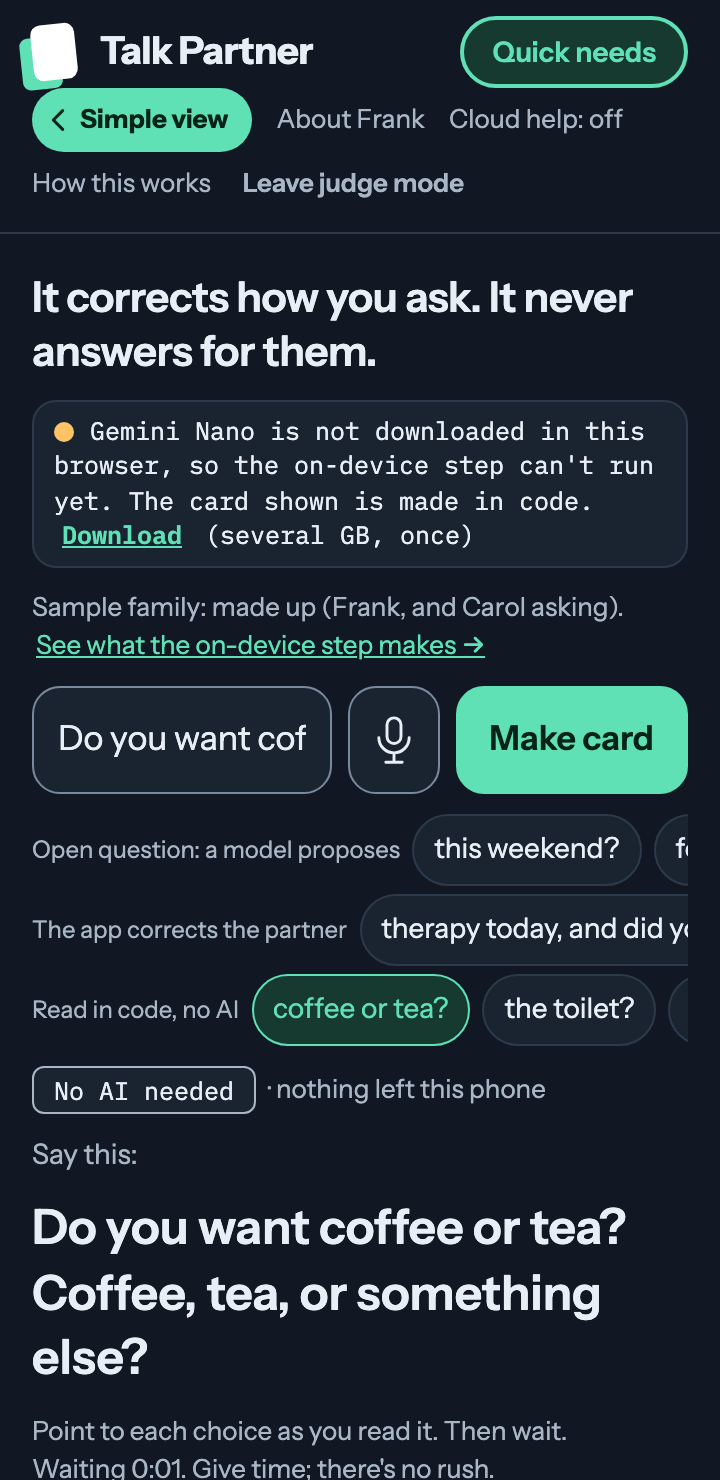 Talk Partner
Quick needs
Simple view
About Frank
Cloud help: off
How this works
Leave judge mode
It corrects how you ask. It never
answers for them.
Gemini Nano is not downloaded in this
browser, so the on-device step can't run
yet. The card shown is made in code.
Download (several GB, once)
Sample family: made up (Frank, and Carol asking).
See what the on-device step makes →
Do you want cof
Make card
Open question: a model proposes
this weekend?
The app corrects the partner
therapy today, and did
Read in code, no AI
coffee or tea?
the toilet?
No AI needed
· nothing left this phone
Say this:
Do you want coffee or tea?
Coffee, tea, or something
else?
Point to each choice as you read it. Then wait.
Waiting 0:01. Give time; there's no rush.